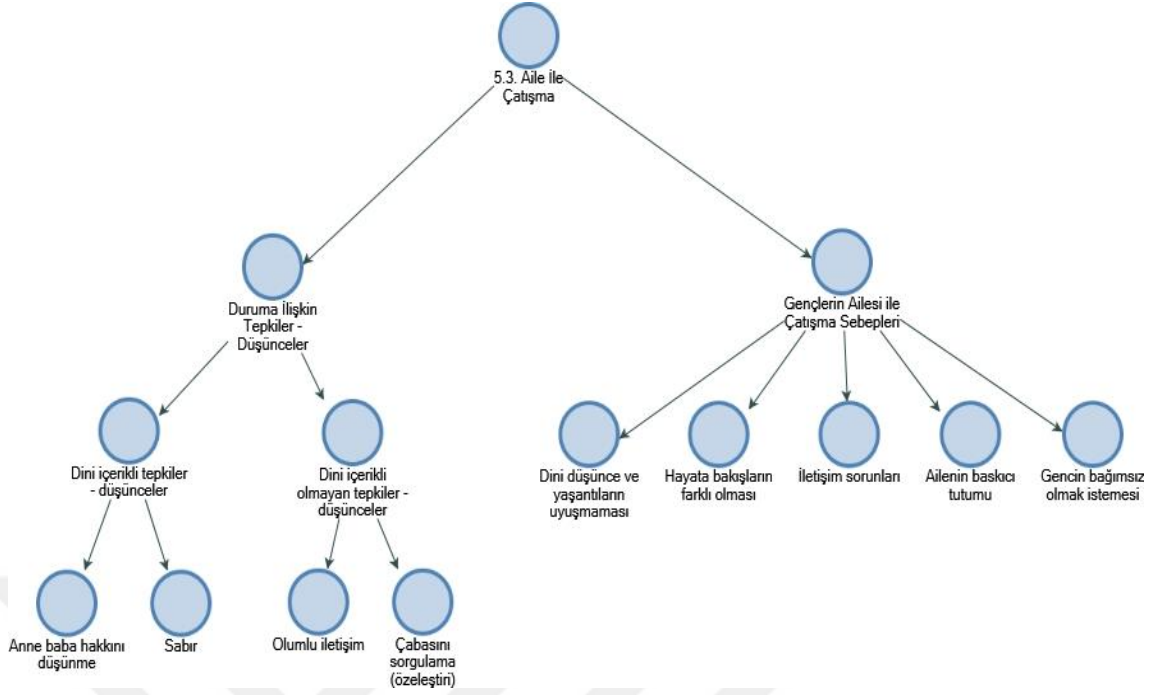 5.3. Aile İle
Çatışma
Duruma İlişkin
Tepkiler -
Düşünceler
Gençlerin Ailesi ile
Çatışma Sebepleri
Dini içerikli tepkiler
- düşünceler
Dini içerikli
olmayan tepkiler -
düşünceler
Dini düşünce ve
yaşantıların
uyuşmaması
Hayata bakışların
farklı olması
İletişim sorunları
Ailenin baskıcı
tutumu
Gencin bağımsız
olmak istemesi
Anne baba hakkını
düşünme
Sabır
Olumlu iletişim
Çabasını
sorgulama
(özeleştiri)